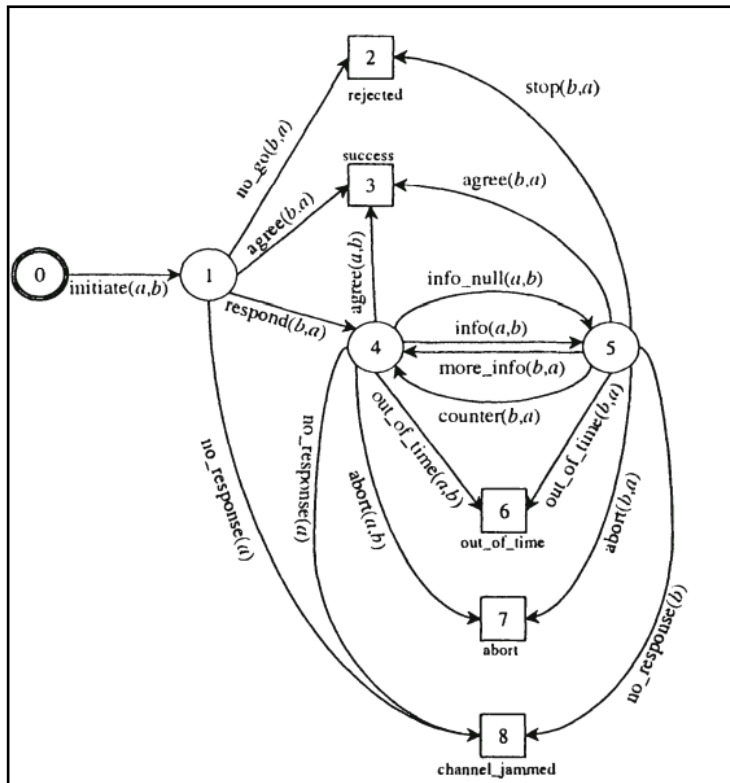 2
rejected
stop(b,a)
no_go(b,a)
success
3
agree(b,a)
agree(b,a)
0
initiate(a,b)
1
respond(b,a)
agree(a,b)
info_null(a,b)
4
info(a,b)
5
more_info(b,a)
counter(b,a)
no_response(a)
no_response(a)
out_of_time(a,b)
out_of_time(b,a)
abort(a,b)
abort(b,a)
6
out_of_time
7
abort
no_response(b)
8
channel_jammed